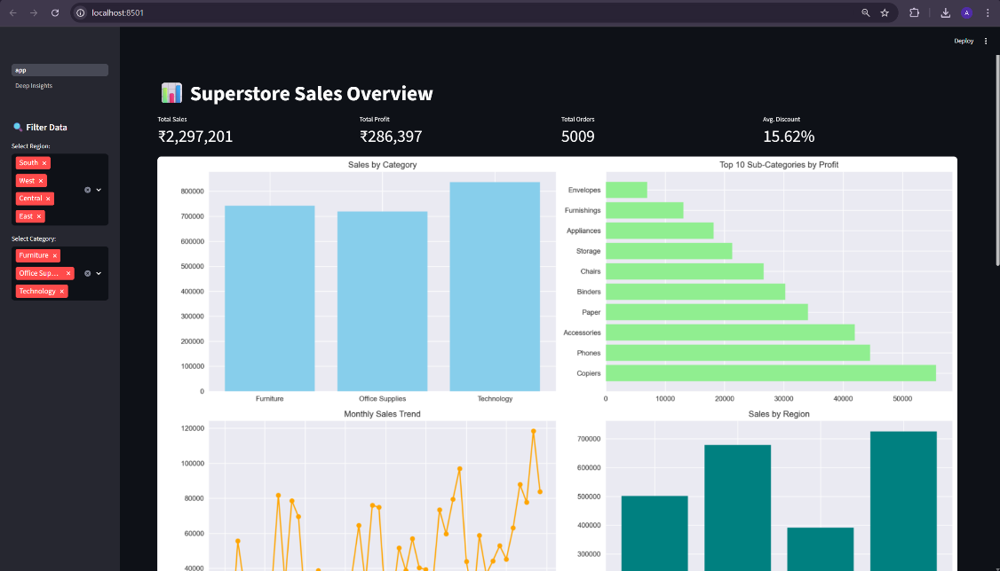 localhost:8501
A
Deploy
app
Deep Insights
Filter Data
Select Region:
South ×
West ×
Central ×
East ×
Select Category:
Furniture ×
Office Sup... ×
Technology ×
Superstore Sales Overview
Total Sales
₹2,297,201
Total Profit
₹286,397
Total Orders
5009
Avg. Discount
15.62%
Sales by Category
800000
700000
600000
500000
400000
300000
200000
100000
0
Furniture Office Supplies Technology
Top 10 Sub-Categories by Profit
Envelopes
Furnishings
Appliances
Storage
Chairs
Binders
Paper
Accessories
Phones
Copiers
0 10000 20000 30000 40000 50000
Monthly Sales Trend
120000
100000
80000
60000
40000
Sales by Region
700000
600000
500000
400000
300000